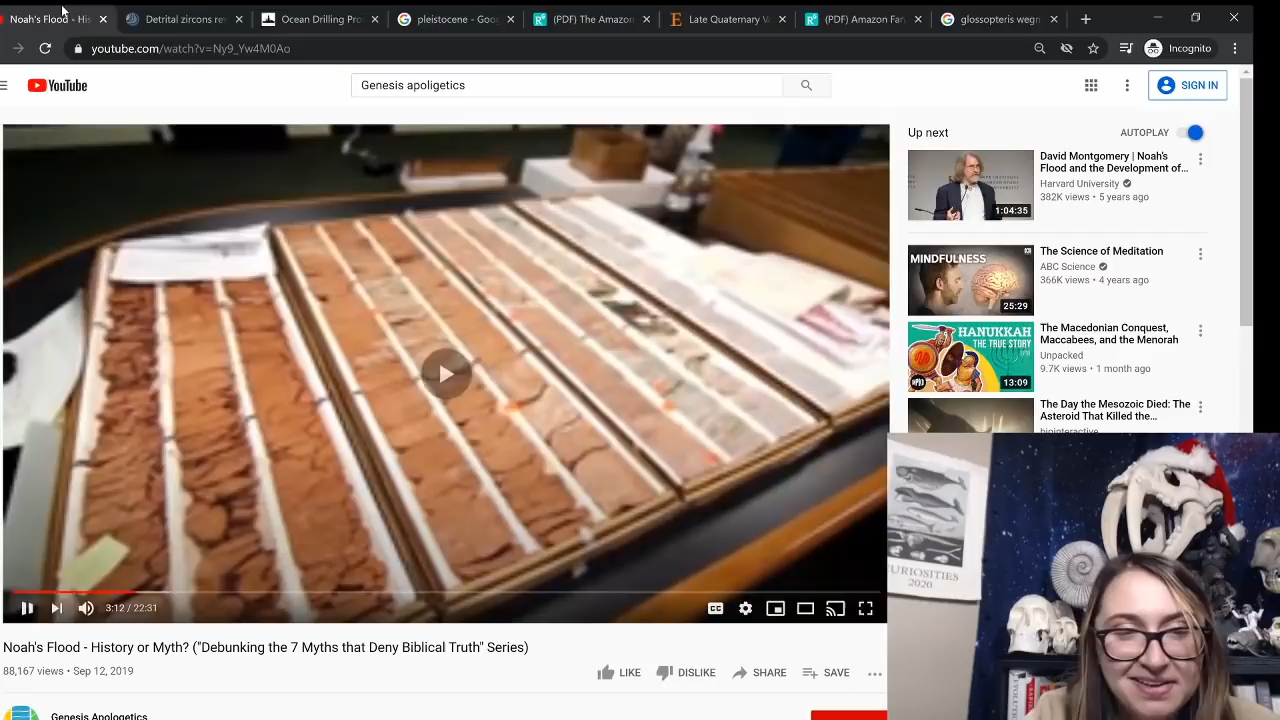 Noah's Flood - His
Detrital zircons rev
Ocean Drilling Pro
pleistocene - Goo
(PDF) The Amazon
Late Quaternary V
(PDF) Amazon Fan
glossopteris wegn
youtube.com/watch?v=Ny9_Yw4M0Ao
Incognito
YouTube
Genesis apoligetics
SIGN IN
Up next
AUTOPLAY
David Montgomery | Noah's
Flood and the Development of...
Harvard University
382K views • 5 years ago
1:04:35
MINDFULNESS
The Science of Meditation
ABC Science
366K views • 4 years ago
25:29
HANUKKAH
THE TRUE STORY
The Macedonian Conquest,
Maccabees, and the Menorah
Unpacked
9.7K views • 1 month ago
13:09
The Day the Mesozoic Died: The
Asteroid That Killed the...
biointeractive
3:12 / 22:31
Noah's Flood - History or Myth? ("Debunking the 7 Myths that Deny Biblical Truth" Series)
88,167 views • Sep 12, 2019
LIKE
DISLIKE
SHARE
SAVE
Genesis Apologetics
URIOSITIES
2020